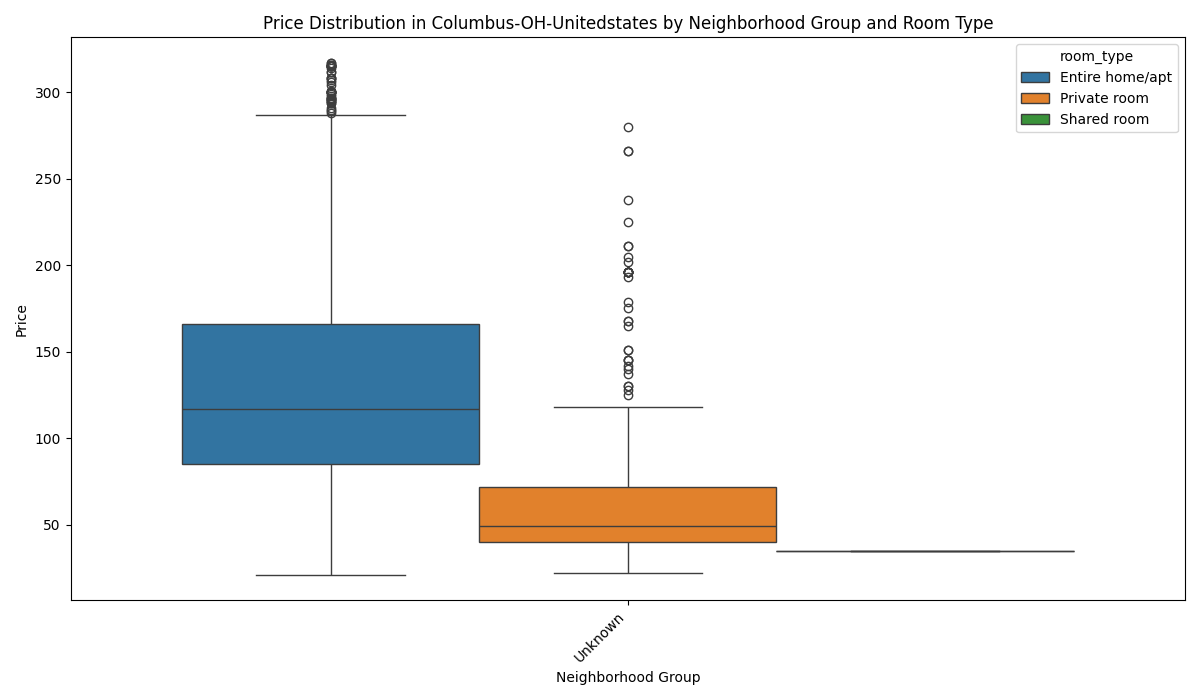 Price Distribution in Columbus-OH-Unitedstates by Neighborhood Group and Room Type
room_type
Entire home/apt
Private room
Shared room
Price
300
250
200
150
100
50
Unknown
Neighborhood Group